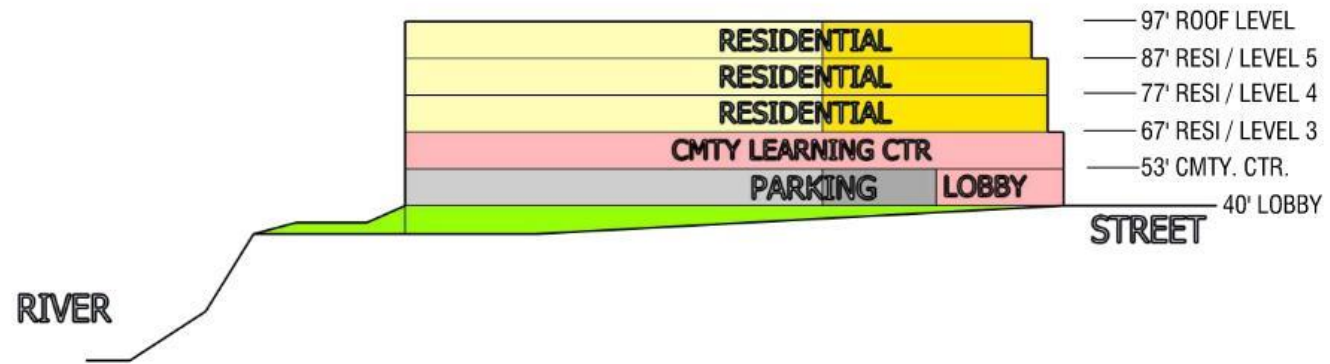 97' ROOF LEVEL
RESIDENTIAL
87' RESI / LEVEL 5
RESIDENTIAL
77' RESI / LEVEL 4
RESIDENTIAL
67' RESI / LEVEL 3
CMTY LEARNING CTR
53' CMTY. CTR.
PARKING
LOBBY
40' LOBBY
STREET
RIVER